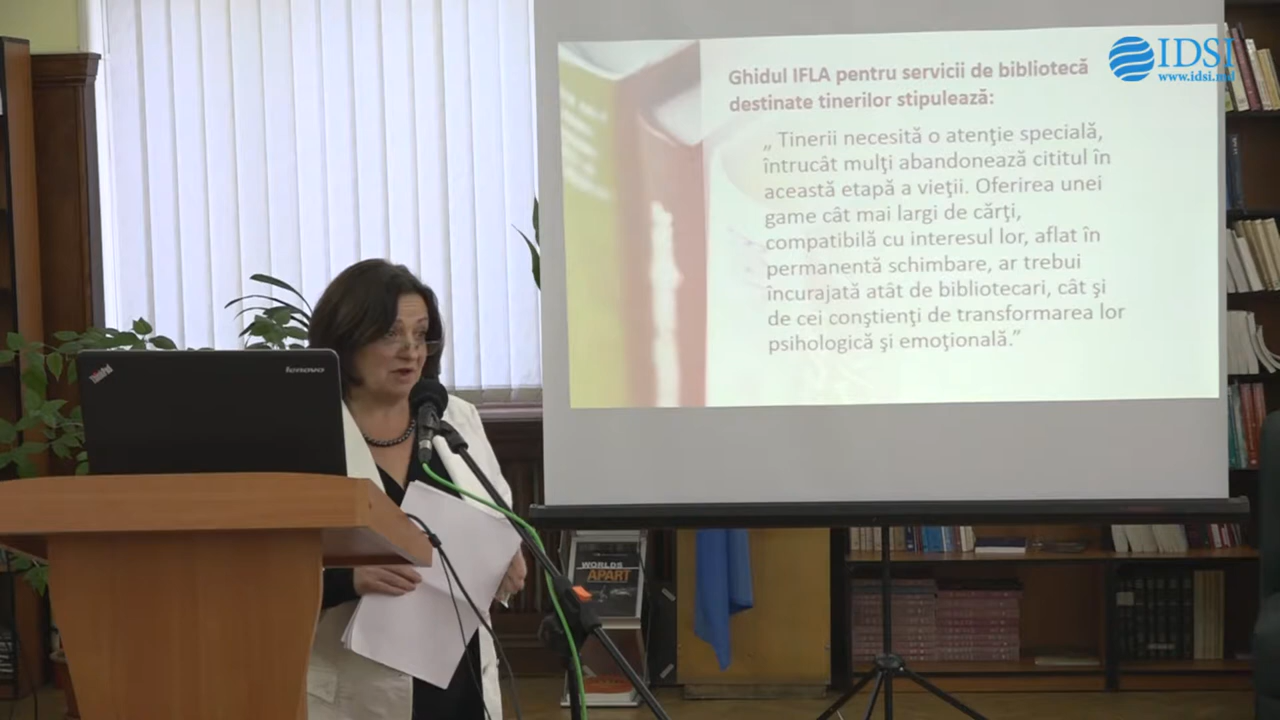 IDSI
www.idsi.md
Ghidul IFLA pentru servicii de bibliotecă
destinate tinerilor stipulează:
„ Tinerii necesită o atenţie specială,
întrucât mulţi abandonează cititul în
această etapă a vieţii. Oferirea unei
game cât mai largi de cărţi,
compatibilă cu interesul lor, aflat în
permanentă schimbare, ar trebui
încurajată atât de bibliotecari, cât şi
de cei conştienţi de transformarea lor
psihologică şi emoţională.”
ThinkPad
lenovo
WORLDS
APART